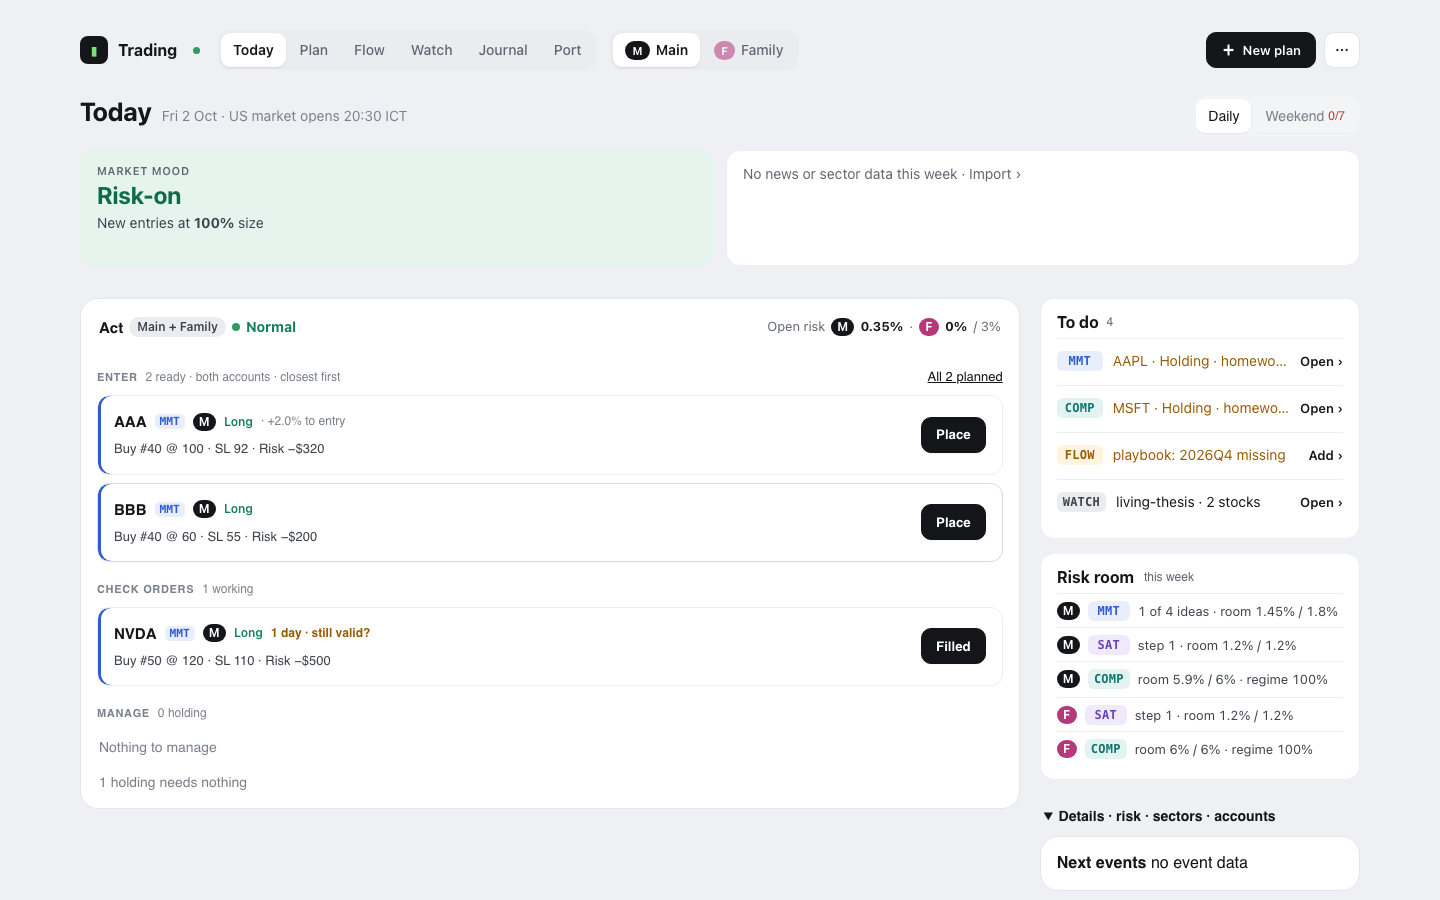 Trading
Today Plan Flow Watch Journal Port
M Main F Family
+ New plan
···
Today Fri 2 Oct · US market opens 20:30 ICT
Daily Weekend 0/7
MARKET MOOD
Risk-on
New entries at 100% size
No news or sector data this week · Import ›
Act Main + Family Normal
Open risk M 0.35% · F 0% / 3%
ENTER 2 ready · both accounts · closest first
All 2 planned
AAA MMT M Long · +2.0% to entry
Buy #40 @ 100 · SL 92 · Risk −$320
Place
BBB MMT M Long
Buy #40 @ 60 · SL 55 · Risk −$200
Place
CHECK ORDERS 1 working
NVDA MMT M Long 1 day · still valid?
Buy #50 @ 120 · SL 110 · Risk −$500
Filled
MANAGE 0 holding
Nothing to manage
1 holding needs nothing
To do 4
MMT AAPL · Holding · homewo... Open ›
COMP MSFT · Holding · homewo... Open ›
FLOW playbook: 2026Q4 missing Add ›
WATCH living-thesis · 2 stocks Open ›
Risk room this week
M MMT 1 of 4 ideas · room 1.45% / 1.8%
M SAT step 1 · room 1.2% / 1.2%
M COMP room 5.9% / 6% · regime 100%
F SAT step 1 · room 1.2% / 1.2%
F COMP room 6% / 6% · regime 100%
▼ Details · risk · sectors · accounts
Next events no event data